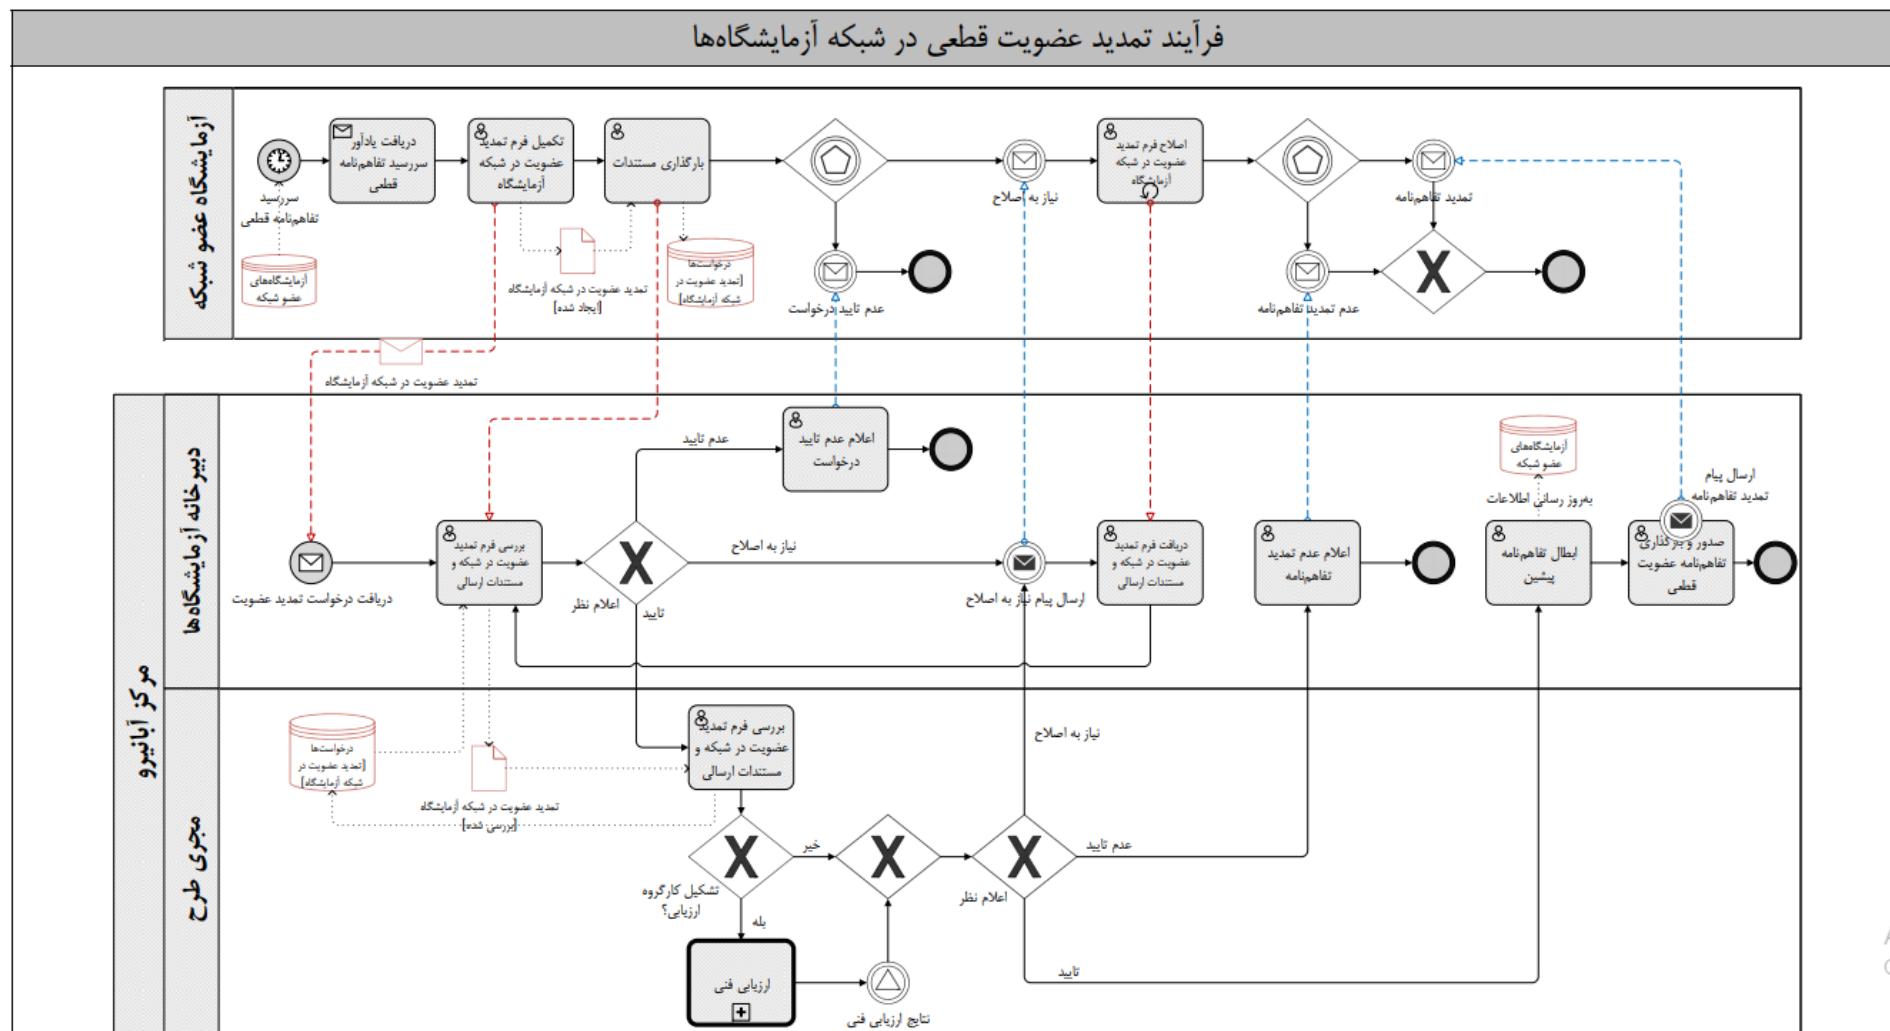 فرآیند تمدید عضویت قطعی در شبکه آزمایشگاه‌ها
آزمایشگاه عضو شبکه
سررسید
تفاهم‌نامه قطعی
آزمایشگاه‌های
عضو شبکه
دریافت یادآور
سررسید تفاهم‌نامه
قطعی
تکمیل فرم تمدید
عضویت در شبکه
آزمایشگاه
تمدید عضویت در شبکه آزمایشگاه
[ایجاد شده]
بارگذاری مستندات
درخواست‌ها
[تمدید عضویت در
شبکه آزمایشگاه]
عدم تایید درخواست
نیاز به اصلاح
اصلاح فرم تمدید
عضویت در شبکه
آزمایشگاه
عدم تمدید تفاهم‌نامه
تمدید تفاهم‌نامه
تمدید عضویت در شبکه آزمایشگاه
مرکز آبانیرو
دبیرخانه آزمایشگاه‌ها
دریافت درخواست تمدید عضویت
بررسی فرم تمدید
عضویت در شبکه و
مستندات ارسالی
اعلام نظر
عدم تایید
نیاز به اصلاح
تایید
اعلام عدم تایید
درخواست
ارسال پیام نیاز به اصلاح
دریافت فرم تمدید
عضویت در شبکه و
مستندات ارسالی
اعلام عدم تمدید
تفاهم‌نامه
آزمایشگاه‌های
عضو شبکه
به‌روز رسانی اطلاعات
ابطال تفاهم‌نامه
پیشین
ارسال پیام
تمدید تفاهم‌نامه
صدور و بارگذاری
تفاهم‌نامه عضویت
قطعی
مجری طرح
درخواست‌ها
[تمدید عضویت در
شبکه آزمایشگاه]
تمدید عضویت در شبکه آزمایشگاه
[بررسی شده]
بررسی فرم تمدید
عضویت در شبکه و
مستندات ارسالی
تشکیل کارگروه
ارزیابی؟
خیر
بله
ارزیابی فنی
نتایج ارزیابی فنی
اعلام نظر
نیاز به اصلاح
عدم تایید
تایید